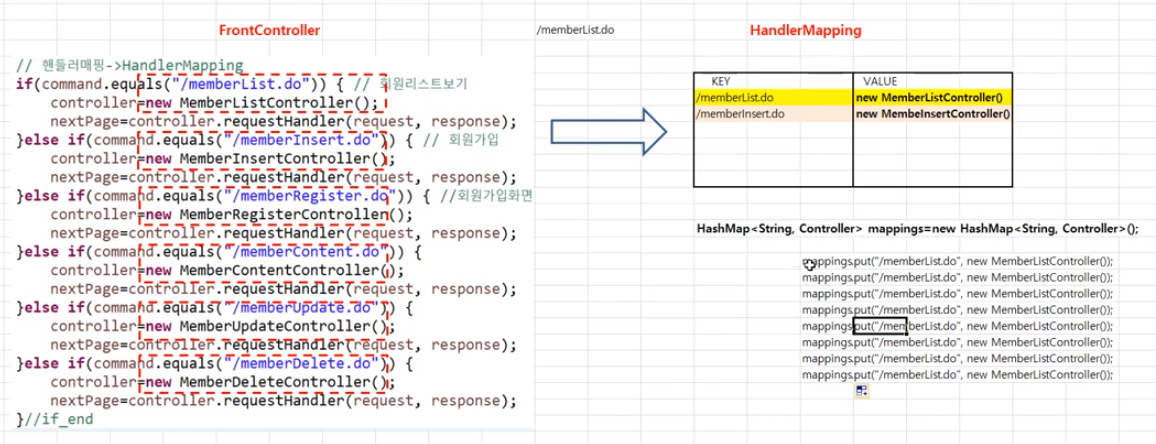 FrontController
// 핸들러매핑->HandlerMapping
if(command.equals("/memberList.do")) { // 회원리스트보기
controller=new MemberListController();
nextPage=controller.requestHandler(request, response);
}else if(command.equals("/memberInsert.do")) { // 회원가입
controller=new MemberInsertController();
nextPage=controller.requestHandler(request, response);
}else if(command.equals("/memberRegister.do")) { //회원가입화면
controller=new MemberRegisterController();
nextPage=controller.requestHandler(request, response);
}else if(command.equals("/memberContent.do")) {
controller=new MemberContentController();
nextPage=controller.requestHandler(request, response);
}else if(command.equals("/memberUpdate.do")) {
controller=new MemberUpdateController();
nextPage=controller.requestHandler(request, response);
}else if(command.equals("/memberDelete.do")) {
controller=new MemberDeleteController();
nextPage=controller.requestHandler(request, response);
}//if_end
/memberList.do
HandlerMapping
KEY VALUE
/memberList.do new MemberListController()
/memberInsert.do new MembeInsertController()
HashMap<String, Controller> mappings=new HashMap<String, Controller>();
mappings.put("/memberList.do", new MemberListController());
mappings.put("/memberList.do", new MemberListController());
mappings.put("/memberList.do", new MemberListController());
mappings.put("/memberList.do", new MemberListController());
mappings.put("/memberList.do", new MemberListController());
mappings.put("/memberList.do", new MemberListController());
mappings.put("/memberList.do", new MemberListController());
mappings.put("/memberList.do", new MemberListController());